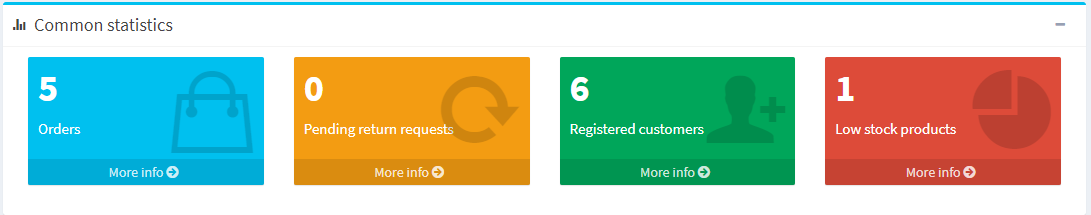 Common statistics
5
Orders
More info
0
Pending return requests
More info
6
Registered customers
More info
1
Low stock products
More info